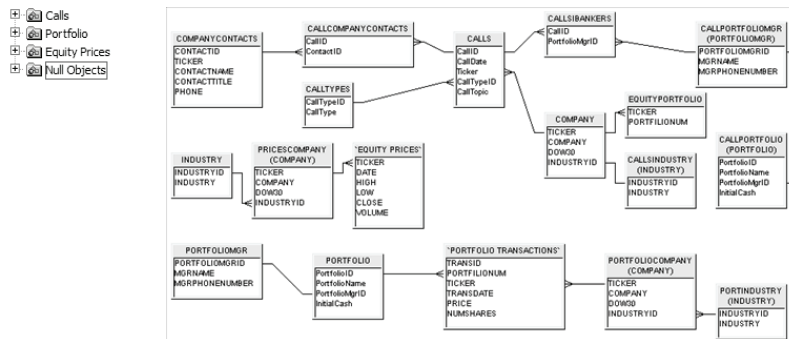 Calls
Portfolio
Equity Prices
Null Objects
COMPANYCONTACTS
CONTACTID
TICKER
CONTACTNAME
CONTACTTITLE
PHONE
CALLCOMPANYCONTACTS
CallID
ContactID
CALLTYPES
CallTypeID
CallType
CALLS
CallID
CallDate
Ticker
CallTypeID
CallTopic
CALLSIBANKERS
CallID
PortfolioMgrID
CALLPORTFOLIOMGR
(PORTFOLIOMGR)
PORTFOLIOMGRID
MGRNAME
MGRPHONENUMBER
COMPANY
TICKER
COMPANY
DOW30
INDUSTRYID
EQUITYPORTFOLIO
TICKER
PORTFILIONUM
CALLSINDUSTRY
(INDUSTRY)
INDUSTRYID
INDUSTRY
CALLPORTFOLIO
(PORTFOLIO)
PortfolioID
PortfolioName
PortfolioMgrID
InitialCash
INDUSTRY
INDUSTRYID
INDUSTRY
PRICESCOMPANY
(COMPANY)
TICKER
COMPANY
DOW30
INDUSTRYID
`EQUITY PRICES`
TICKER
DATE
HIGH
LOW
CLOSE
VOLUME
PORTFOLIOMGR
PORTFOLIOMGRID
MGRNAME
MGRPHONENUMBER
PORTFOLIO
PortfolioID
PortfolioName
PortfolioMgrID
InitialCash
`PORTFOLIO TRANSACTIONS`
TRANSID
PORTFILIONUM
TICKER
TRANSDATE
PRICE
NUMSHARES
PORTFOLIOCOMPANY
(COMPANY)
TICKER
COMPANY
DOW30
INDUSTRYID
PORTINDUSTRY
(INDUSTRY)
INDUSTRYID
INDUSTRY